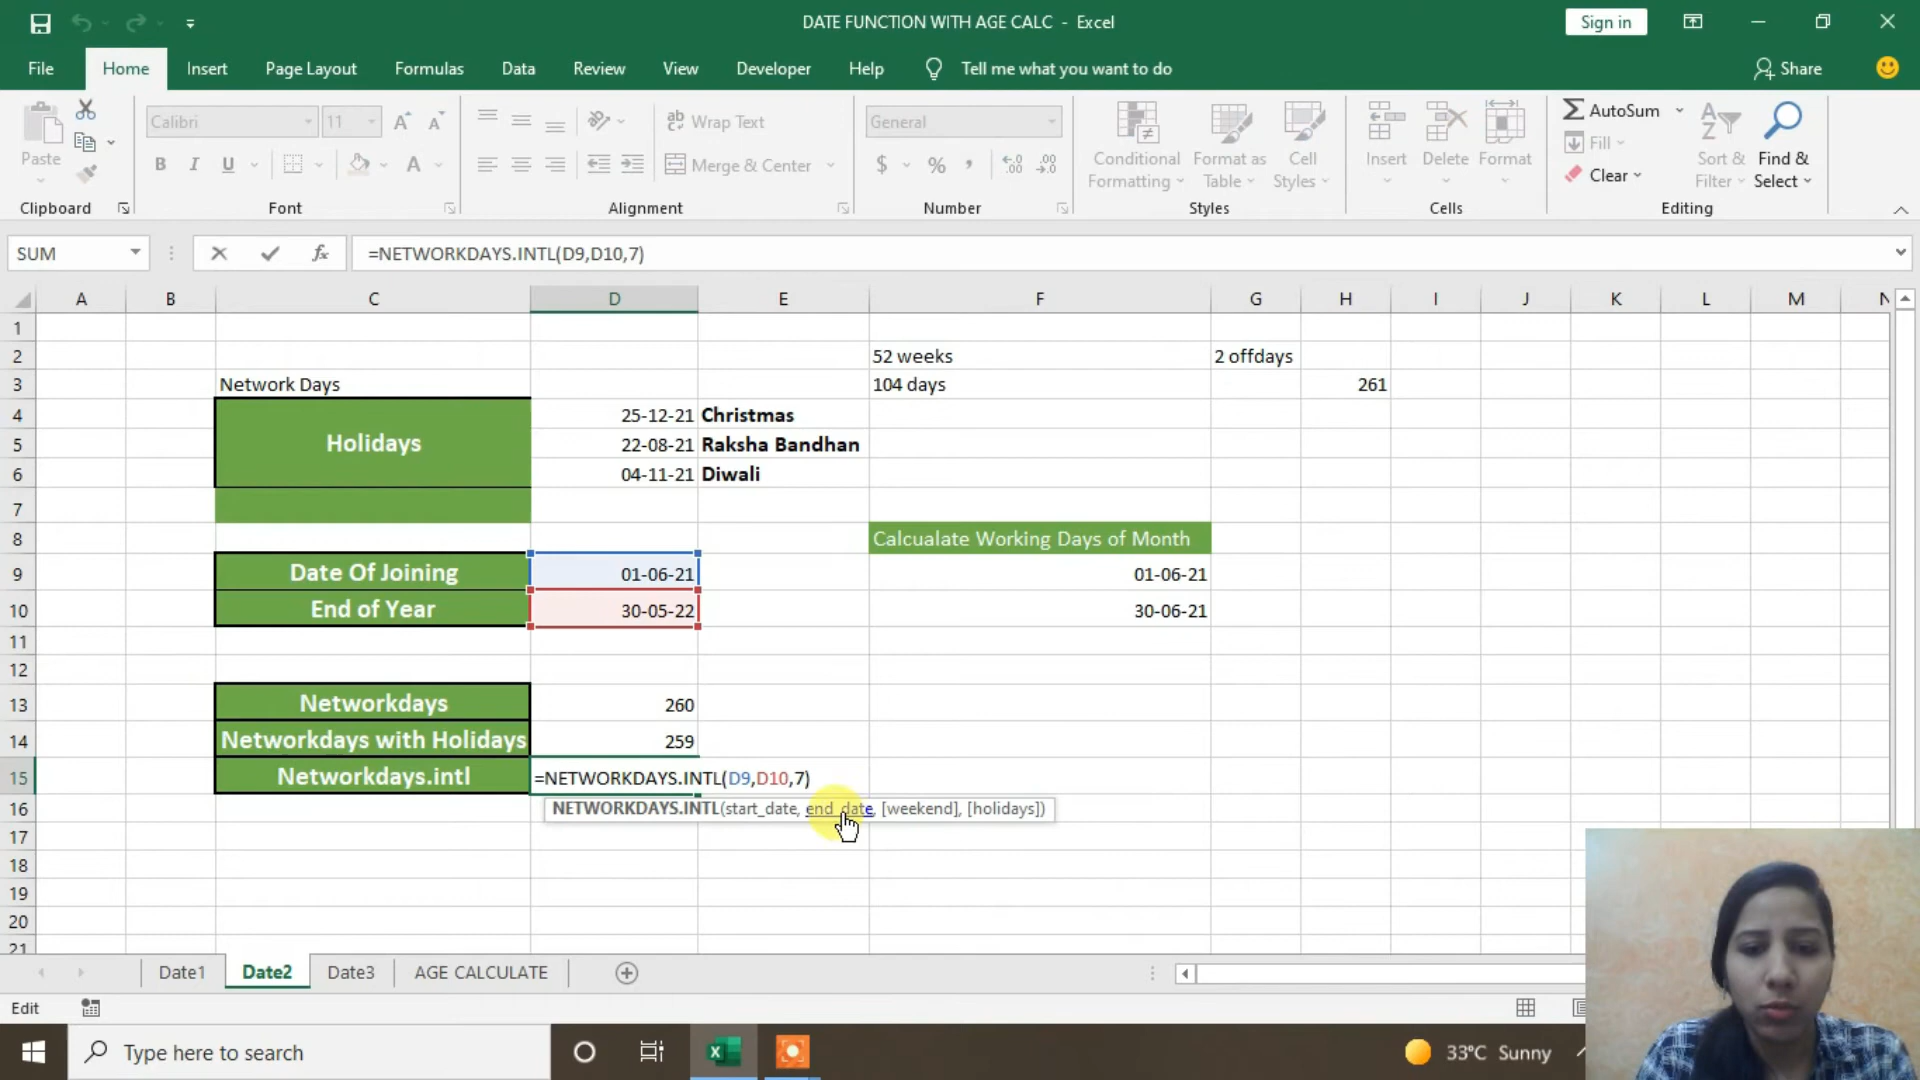 DATE FUNCTION WITH AGE CALC - Excel
Sign in
File Home Insert Page Layout Formulas Data Review View Developer Help Tell me what you want to do Share
Paste
Calibri 11
Wrap Text
General
Conditional Formatting
Format as Table
Cell Styles
Insert Delete Format
AutoSum
Fill
Clear
Sort & Filter
Find & Select
B I U
Merge & Center
$ % ,
Clipboard Font Alignment Number Styles Cells Editing
SUM fx =NETWORKDAYS.INTL(D9,D10,7)
A B C D E F G H I J K L M N
1
2 52 weeks 2 offdays
3 Network Days 104 days 261
4 25-12-21 Christmas
Holidays
5 22-08-21 Raksha Bandhan
6 04-11-21 Diwali
7
8 Calcualate Working Days of Month
9 Date Of Joining 01-06-21 01-06-21
10 End of Year 30-05-22 30-06-21
11
12
13 Networkdays 260
14 Networkdays with Holidays 259
15 Networkdays.intl =NETWORKDAYS.INTL(D9,D10,7)
16 NETWORKDAYS.INTL(start_date, end_date, [weekend], [holidays])
17
18
19
20
21
Date1 Date2 Date3 AGE CALCULATE
Edit
Type here to search
33°C Sunny